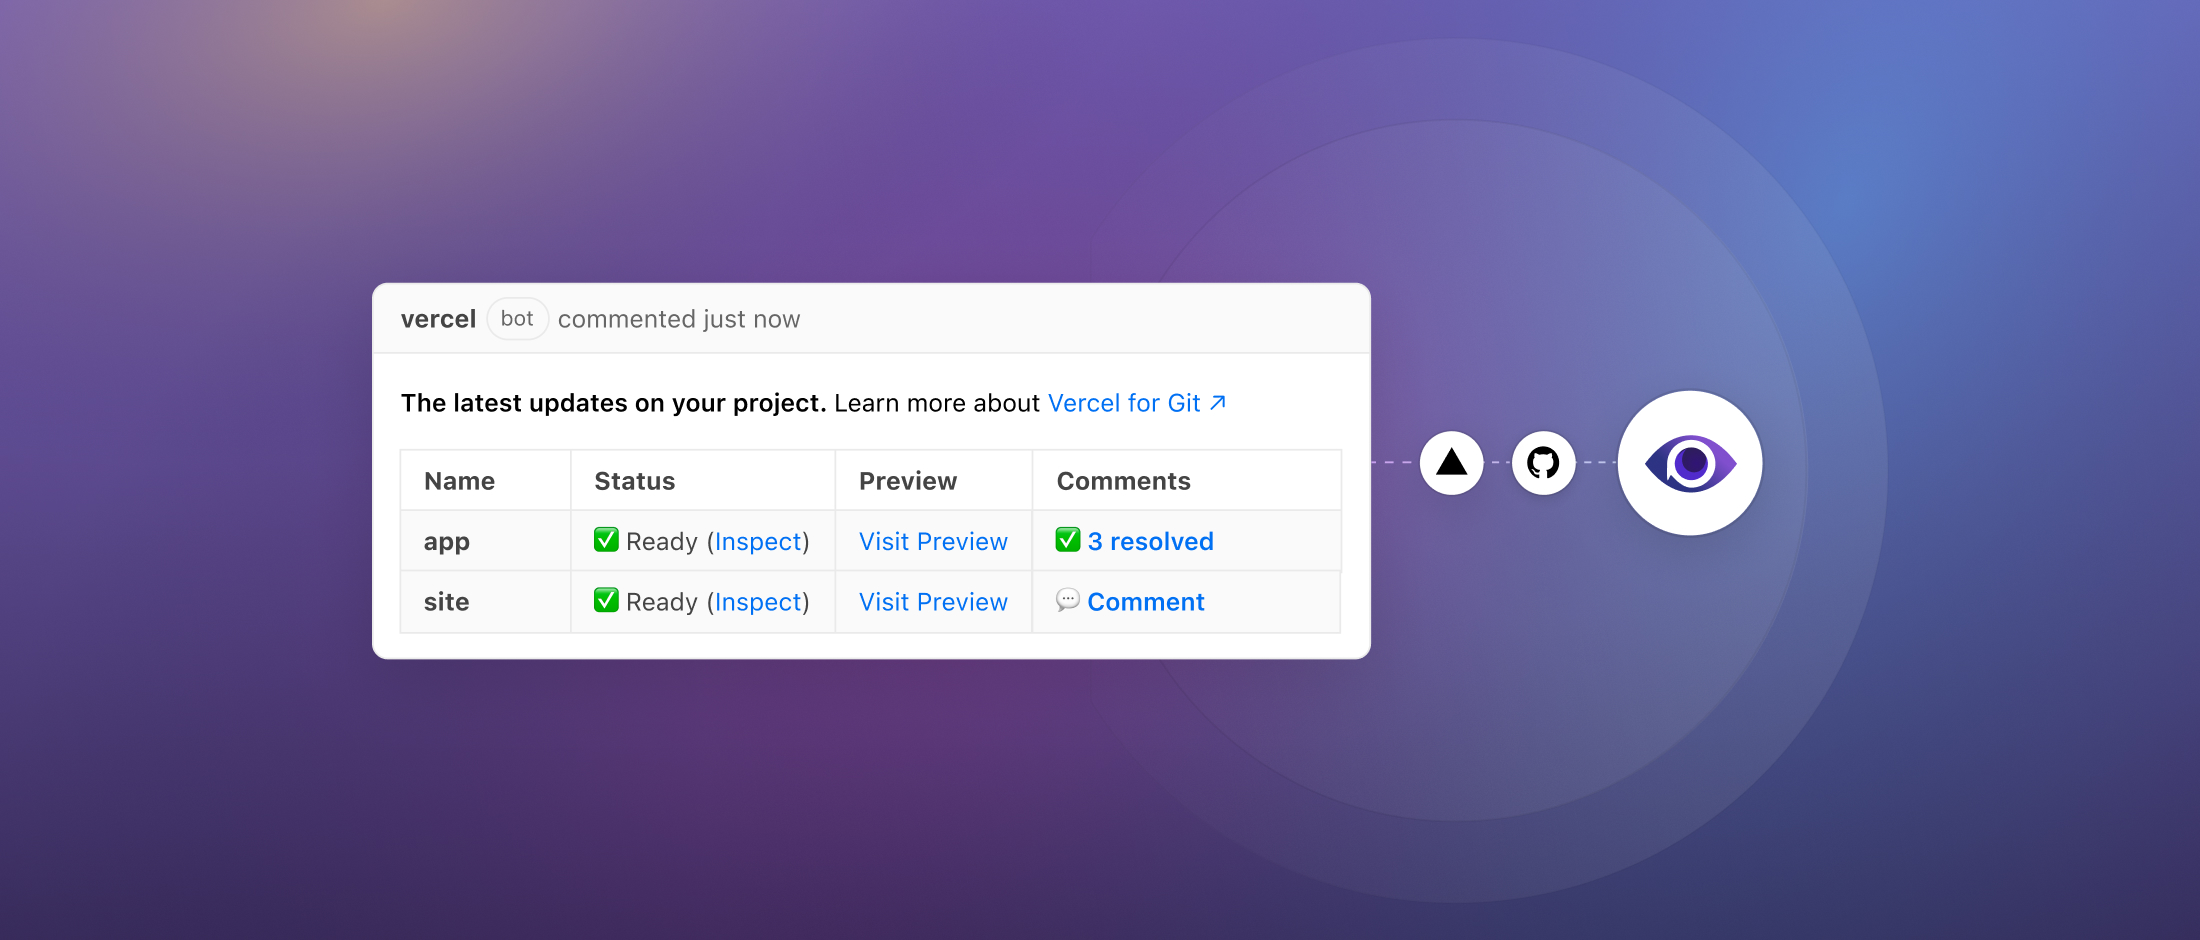 vercel bot commented just now
The latest updates on your project. Learn more about Vercel for Git ↗
Name Status Preview Comments
app ✅ Ready (Inspect) Visit Preview ✅ 3 resolved
site ✅ Ready (Inspect) Visit Preview 💬 Comment